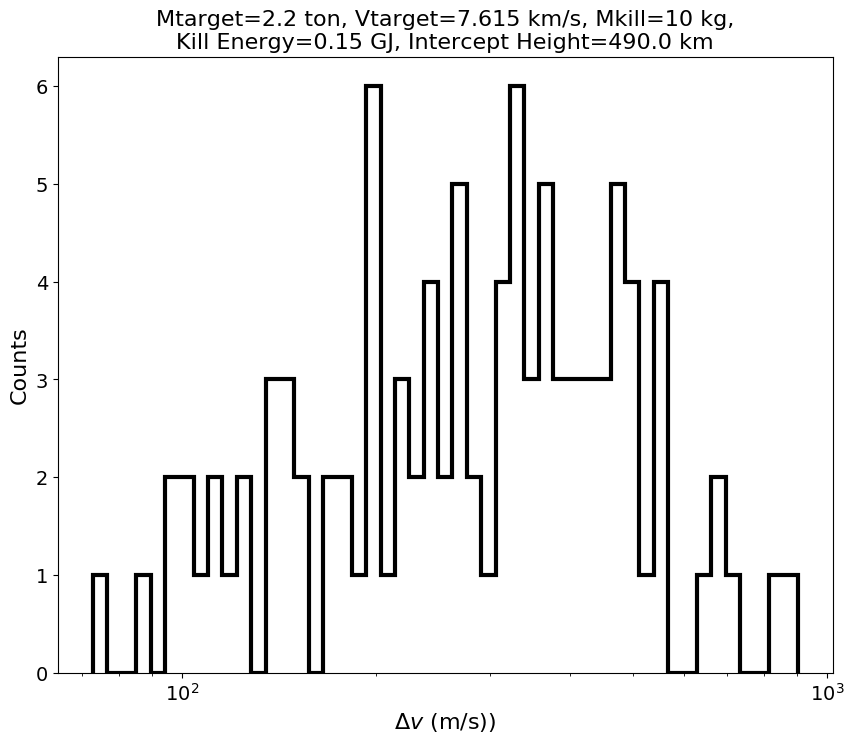 Mtarget=2.2 ton, Vtarget=7.615 km/s, Mkill=10 kg,
Kill Energy=0.15 GJ, Intercept Height=490.0 km
6
5
4
3
2
1
0
Counts
10²
10³
Δv (m/s))